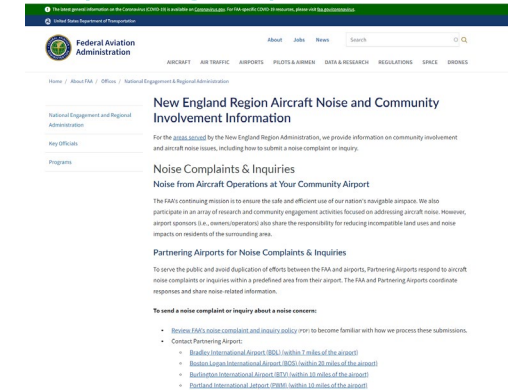 The latest general information on the Coronavirus (COVID-19) is available on Coronavirus.gov. For FAA-specific COVID-19 resources, please visit faa.gov/coronavirus.
United States Department of Transportation
Federal Aviation
Administration
About Jobs News Search
AIRCRAFT AIR TRAFFIC AIRPORTS PILOTS & AIRMEN DATA & RESEARCH REGULATIONS SPACE DRONES
Home / About FAA / Offices / National Engagement & Regional Administration
National Engagement and Regional
Administration
Key Officials
Programs
New England Region Aircraft Noise and Community
Involvement Information
For the areas served by the New England Region Administration, we provide information on community involvement
and aircraft noise issues, including how to submit a noise complaint or inquiry.
Noise Complaints & Inquiries
Noise from Aircraft Operations at Your Community Airport
The FAA's continuing mission is to ensure the safe and efficient use of our nation's navigable airspace. We also
participate in an array of research and community engagement activities focused on addressing aircraft noise. However,
airport sponsors (i.e., owners/operators) also share the responsibility for reducing incompatible land uses and noise
impacts on residents of the surrounding area.
Partnering Airports for Noise Complaints & Inquiries
To serve the public and avoid duplication of efforts between the FAA and airports, Partnering Airports respond to aircraft
noise complaints or inquiries within a predefined area from their airport. The FAA and Partnering Airports coordinate
responses and share noise-related information.
To send a noise complaint or inquiry about a noise concern:
• Review FAA's noise complaint and inquiry policy (PDF) to become familiar with how we process these submissions.
• Contact Partnering Airport:
Bradley International Airport (BDL) (within 7 miles of the airport)
Boston Logan International Airport (BOS) (within 20 miles of the airport)
Burlington International Airport (BTV) (within 10 miles of the airport)
Portland International Jetport (PWM) (within 10 miles of the airport)